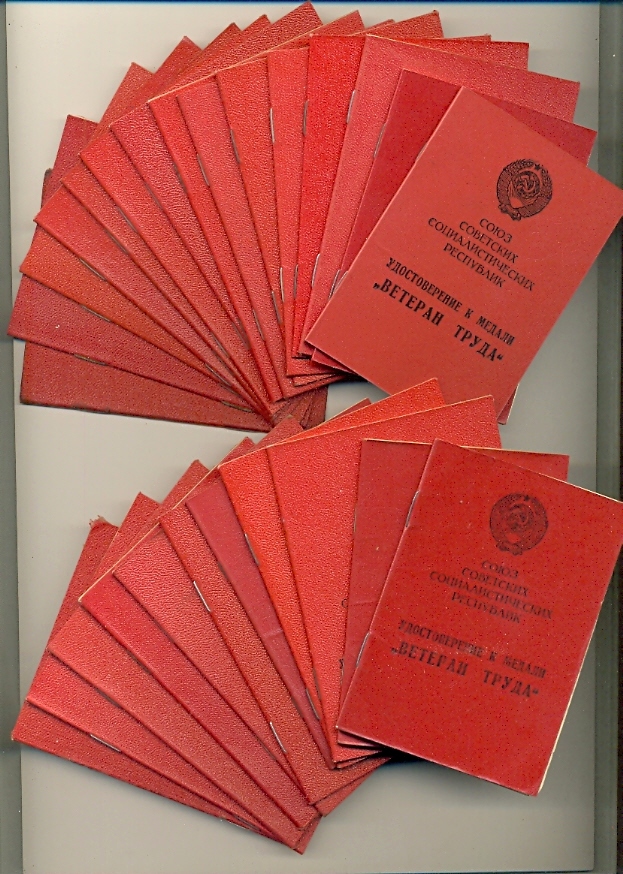 СОЮЗ
СОВЕТСКИХ
СОЦИАЛИСТИЧЕСКИХ
РЕСПУБЛИК
УДОСТОВЕРЕНИЕ К МЕДАЛИ
„ВЕТЕРАН ТРУДА“
СОЮЗ
СОВЕТСКИХ
СОЦИАЛИСТИЧЕСКИХ
РЕСПУБЛИК
УДОСТОВЕРЕНИЕ К МЕДАЛИ
„ВЕТЕРАН ТРУДА“